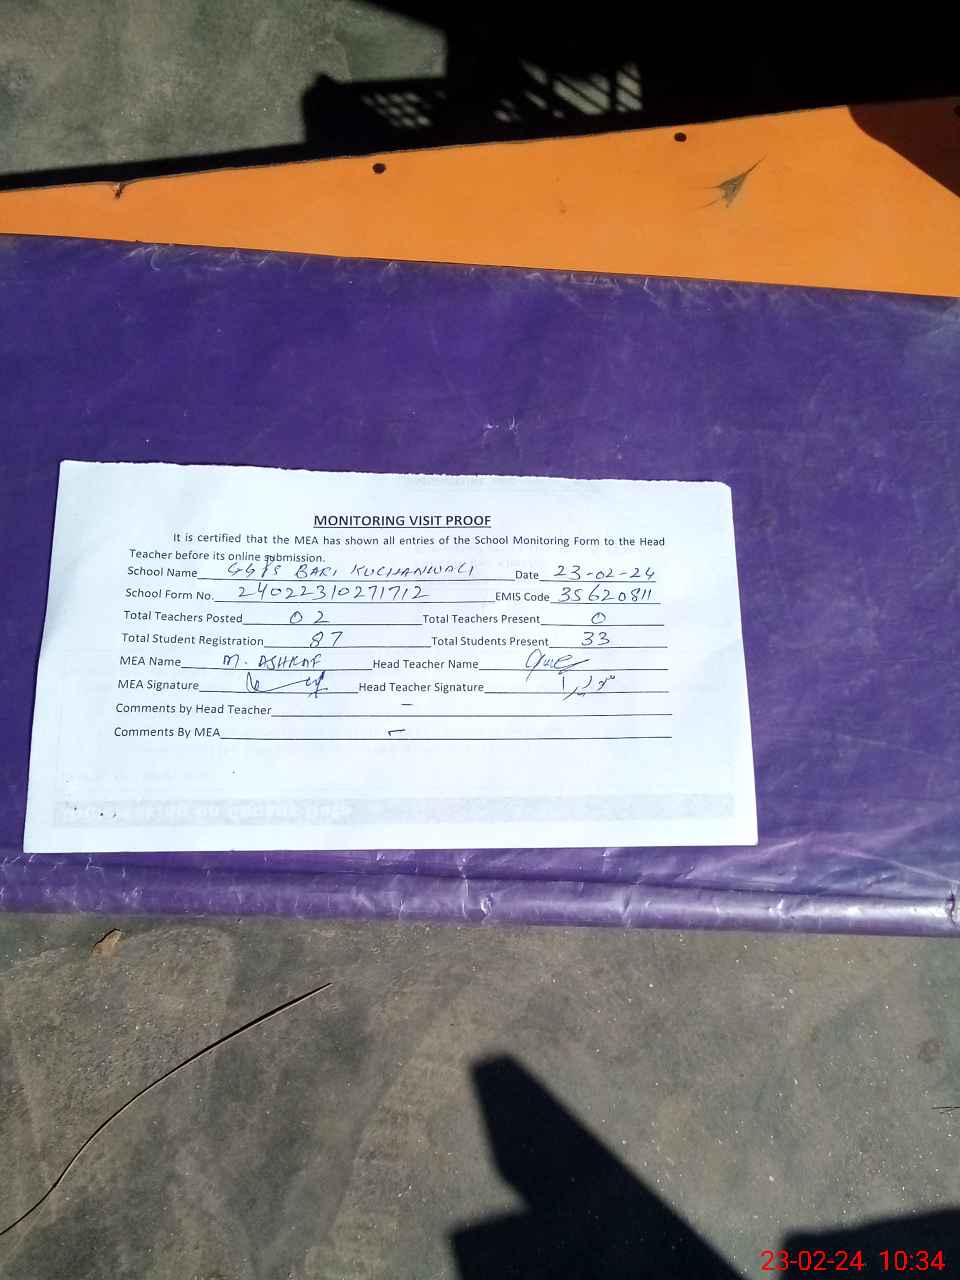 MONITORING VISIT PROOF
It is certified that the MEA has shown all entries of the School Monitoring Form to the Head
Teacher before its online submission.
School Name GGPS BARI KUCHANWALI Date 23-02-24
School Form No. 24022310271712 EMIS Code 35620811
Total Teachers Posted 02 Total Teachers Present 0
Total Student Registration 87 Total Students Present 33
MEA Name M. ASHRAF Head Teacher Name
MEA Signature Head Teacher Signature
Comments by Head Teacher —
Comments By MEA —
23-02-24 10:34